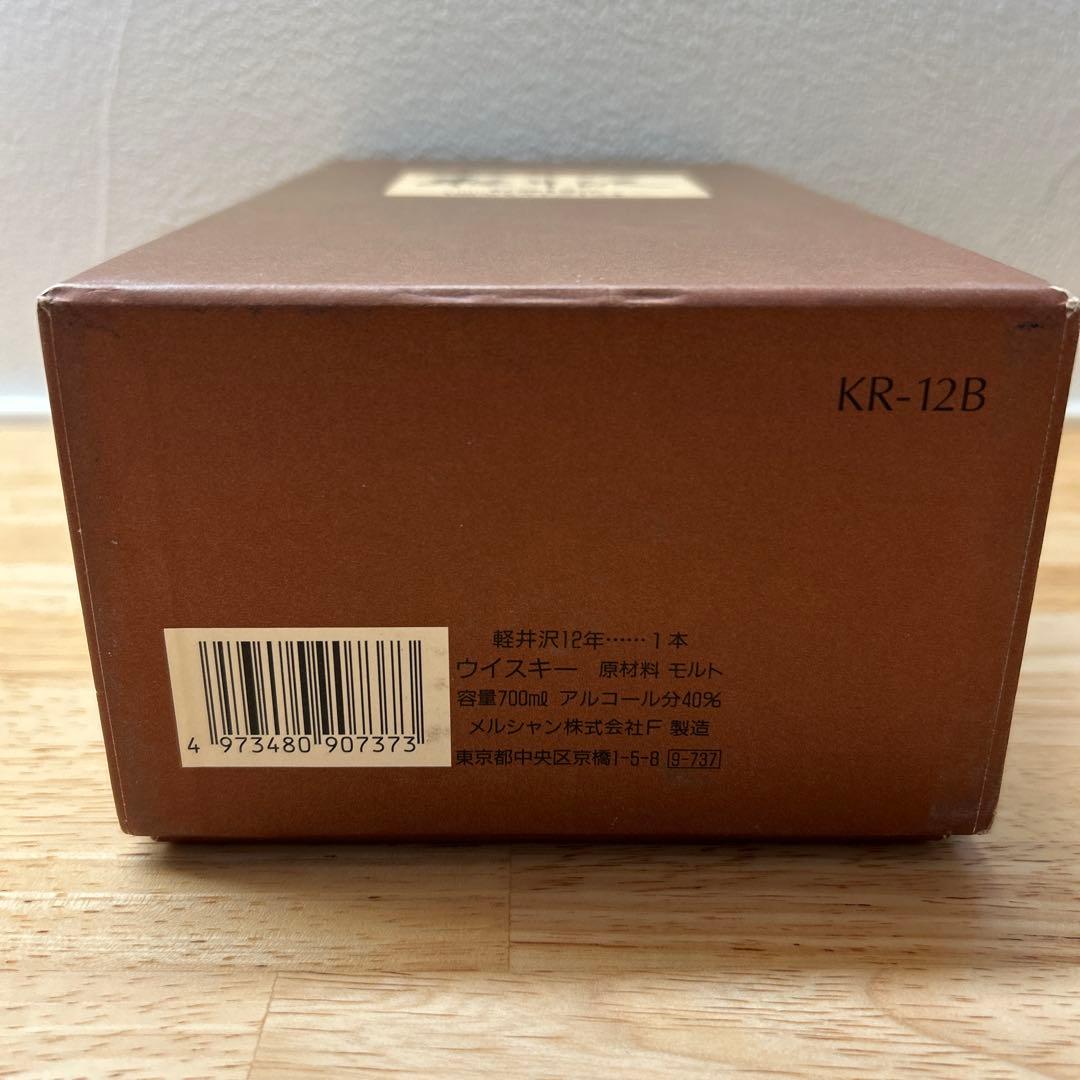 KR-12B
軽井沢12年……1本
ウイスキー 原材料 モルト
容量700mℓ アルコール分40%
メルシャン株式会社F 製造
東京都中央区京橋1-5-8 9-737
4 973480 907373